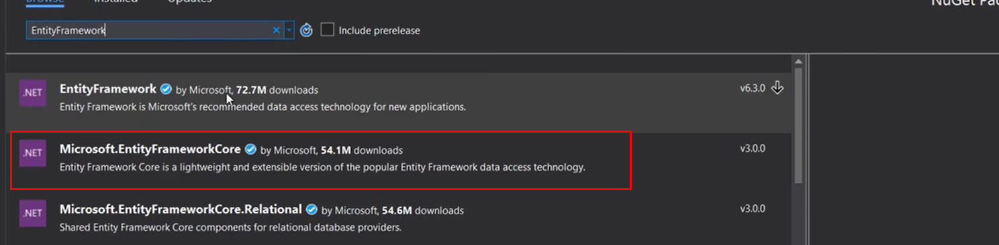 Browse Installed Updates NuGet Pac
EntityFramework Include prerelease
.NET EntityFramework by Microsoft, 72.7M downloads v6.3.0
Entity Framework is Microsoft's recommended data access technology for new applications.
.NET Microsoft.EntityFrameworkCore by Microsoft, 54.1M downloads v3.0.0
Entity Framework Core is a lightweight and extensible version of the popular Entity Framework data access technology.
.NET Microsoft.EntityFrameworkCore.Relational by Microsoft, 54.6M downloads v3.0.0
Shared Entity Framework Core components for relational database providers.